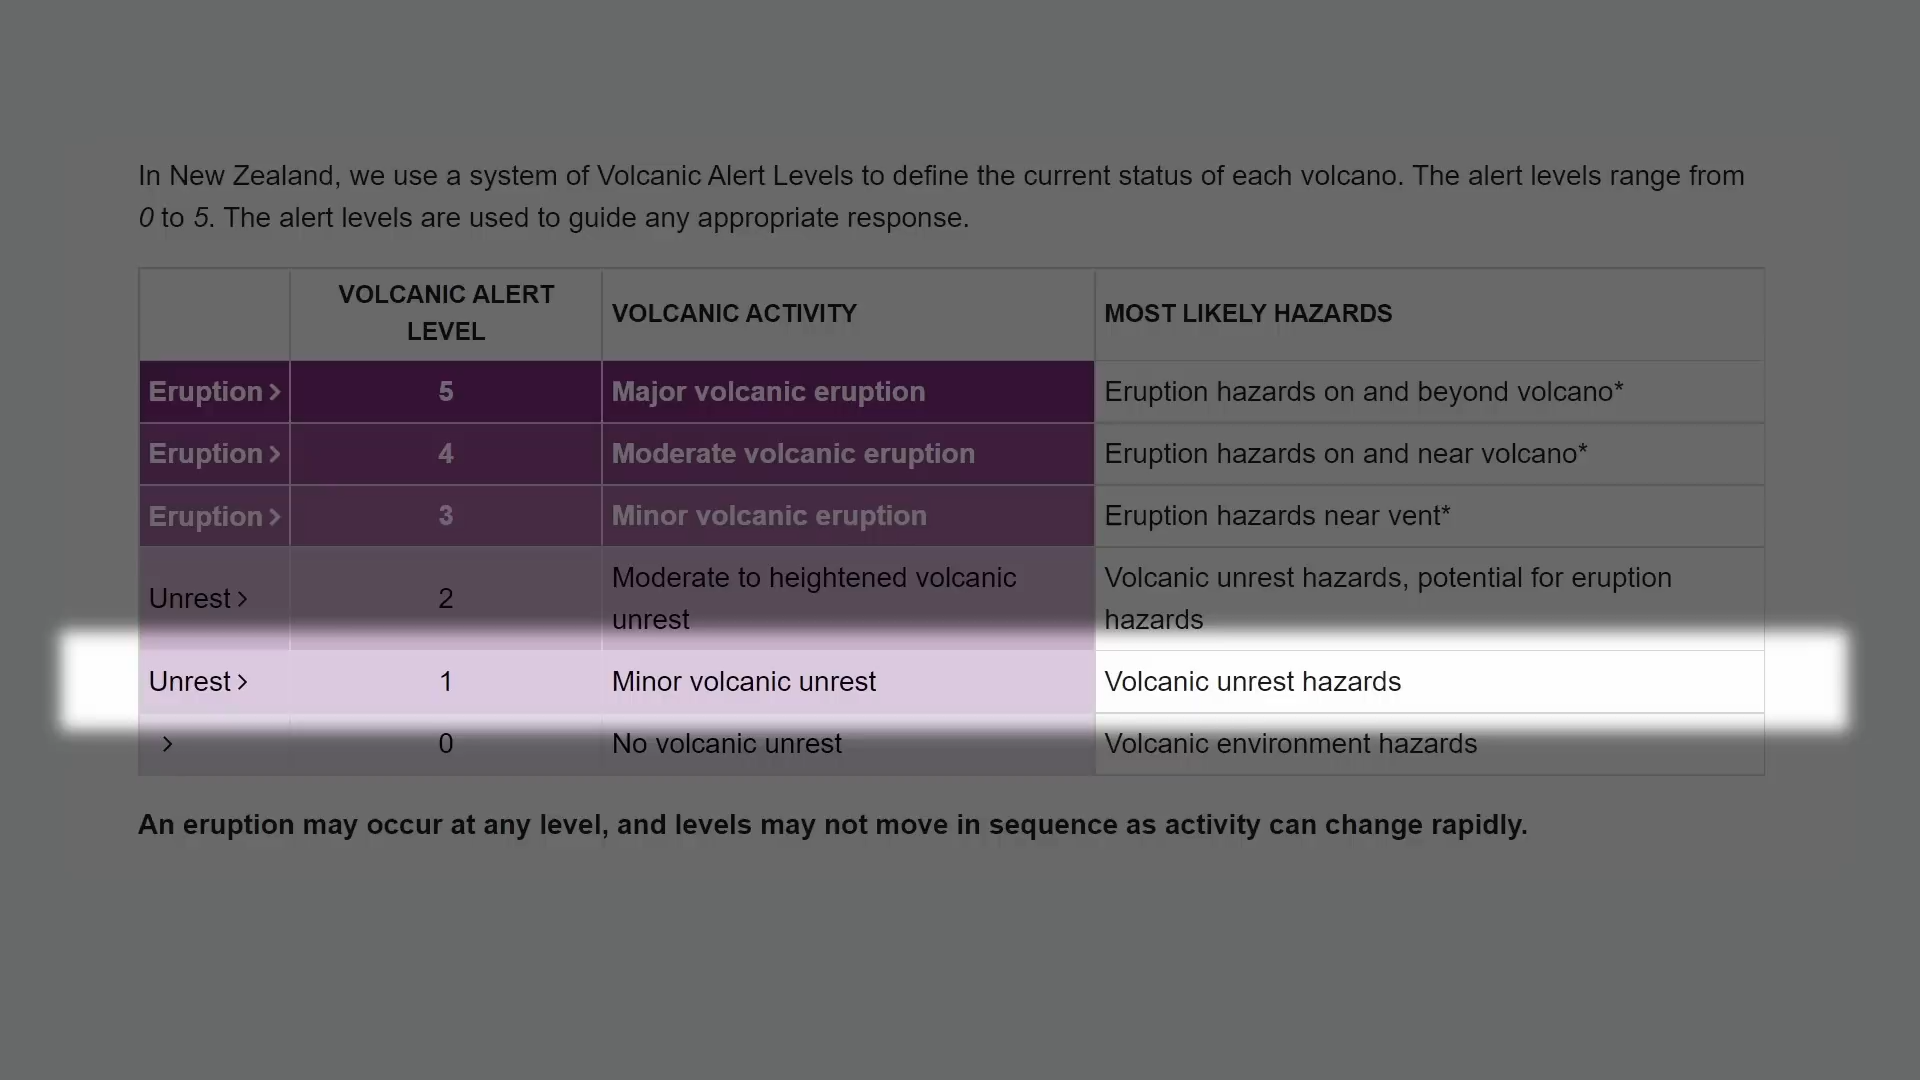 In New Zealand, we use a system of Volcanic Alert Levels to define the current status of each volcano. The alert levels range from
0 to 5. The alert levels are used to guide any appropriate response.
VOLCANIC ALERT
LEVEL
VOLCANIC ACTIVITY
MOST LIKELY HAZARDS
Eruption > 5 Major volcanic eruption Eruption hazards on and beyond volcano*
Eruption > 4 Moderate volcanic eruption Eruption hazards on and near volcano*
Eruption > 3 Minor volcanic eruption Eruption hazards near vent*
Unrest > 2
Moderate to heightened volcanic
unrest
Volcanic unrest hazards, potential for eruption
hazards
Unrest > 1 Minor volcanic unrest Volcanic unrest hazards
> 0 No volcanic unrest Volcanic environment hazards
An eruption may occur at any level, and levels may not move in sequence as activity can change rapidly.